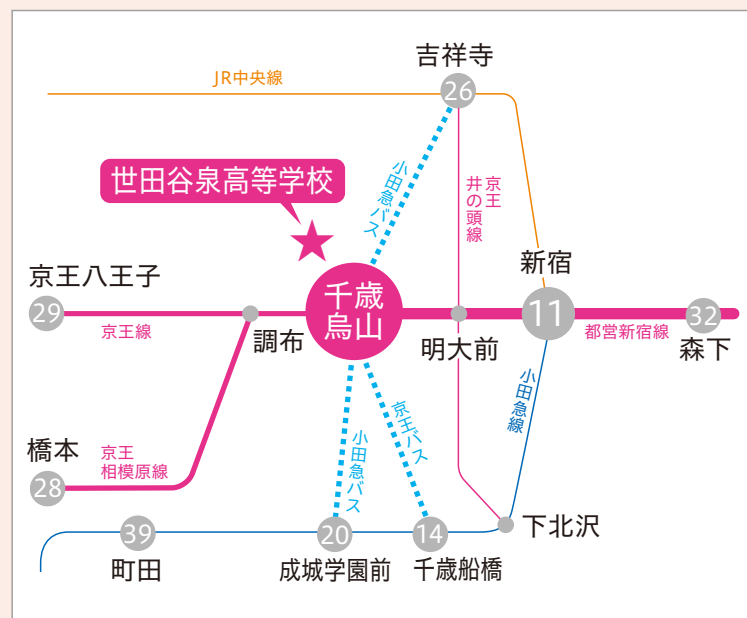 吉祥寺
JR中央線
26
世田谷泉高等学校
小田急バス
京王
井の頭線
新宿
京王八王子
29
千歳
烏山
11
32
京王線
調布
明大前
都営新宿線
森下
小田急線
橋本
京王
相模原線
28
小田急バス
京王バス
39
20
14
下北沢
町田
成城学園前
千歳船橋